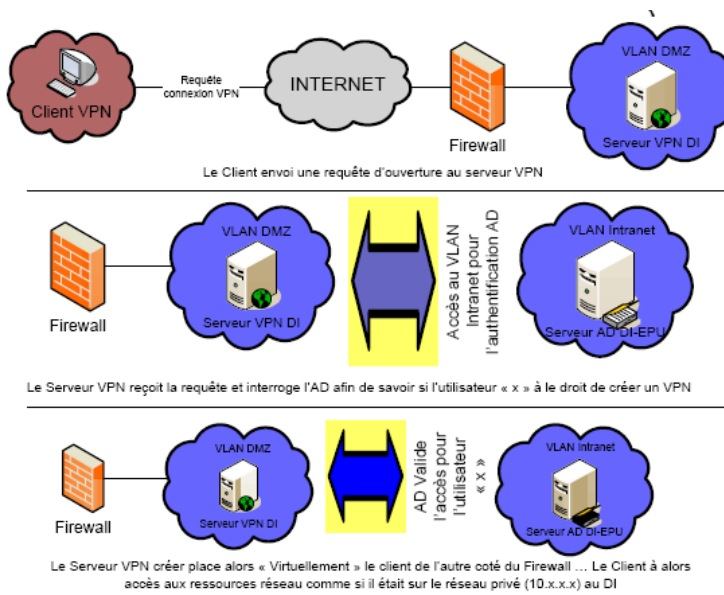 VLAN DMZ
Requête
connexion VPN
INTERNET
Client VPN
Serveur VPN DI
Firewall
Le Client envoi une requête d'ouverture au serveur VPN
VLAN DMZ
Accès au VLAN
Intranet pour
l'authentification AD
VLAN Intranet
Serveur VPN DI
Serveur AD DI-EPU
Firewall
Le Serveur VPN reçoit la requête et interroge l'AD afin de savoir si l'utilisateur « x » à le droit de créer un VPN
VLAN DMZ
AD Valide
l'accès pour
l'utilisateur
« x »
VLAN Intranet
Serveur VPN DI
Serveur AD DI-EPU
Firewall
Le Serveur VPN créer place alors « Virtuellement » le client de l'autre coté du Firewall ... Le Client à alors
accès aux ressources réseau comme si il était sur le réseau privé (10.x.x.x) au DI